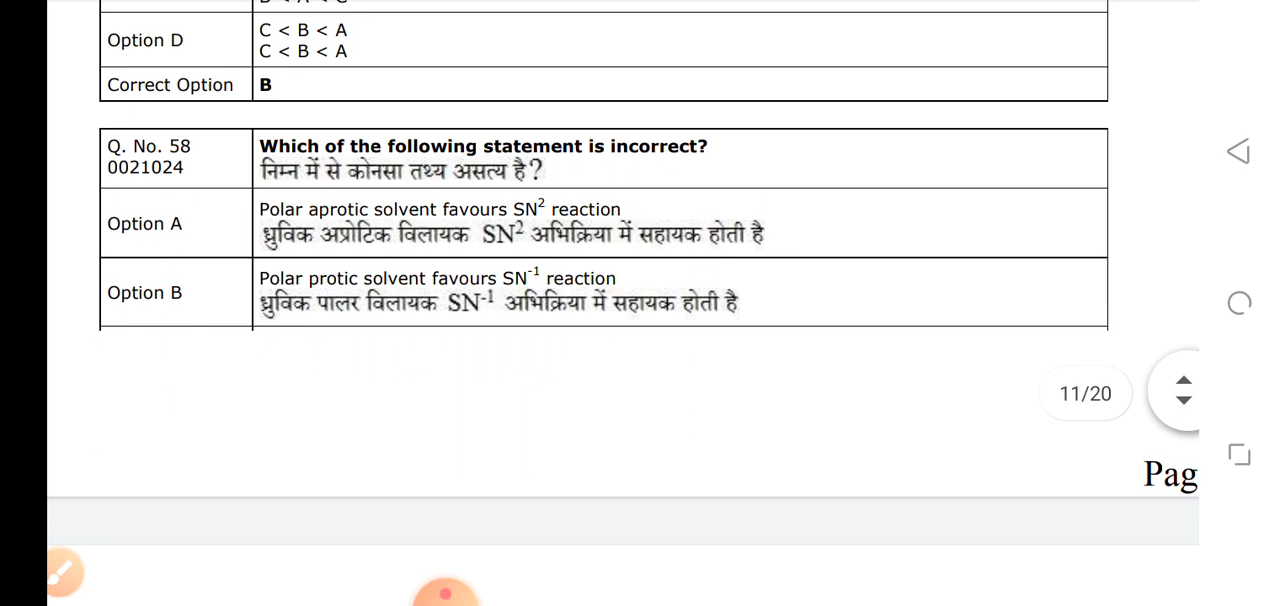 Option D
C < B < A
C < B < A
Correct Option
B
Q. No. 58
0021024
Which of the following statement is incorrect?
निम्न में से कोनसा तथ्य असत्य है?
Option A
Polar aprotic solvent favours SN² reaction
ध्रुविक अप्रोटिक विलायक SN² अभिक्रिया में सहायक होती है
Option B
Polar protic solvent favours SN⁻¹ reaction
ध्रुविक पालर विलायक SN⁻¹ अभिक्रिया में सहायक होती है
11/20
Pag